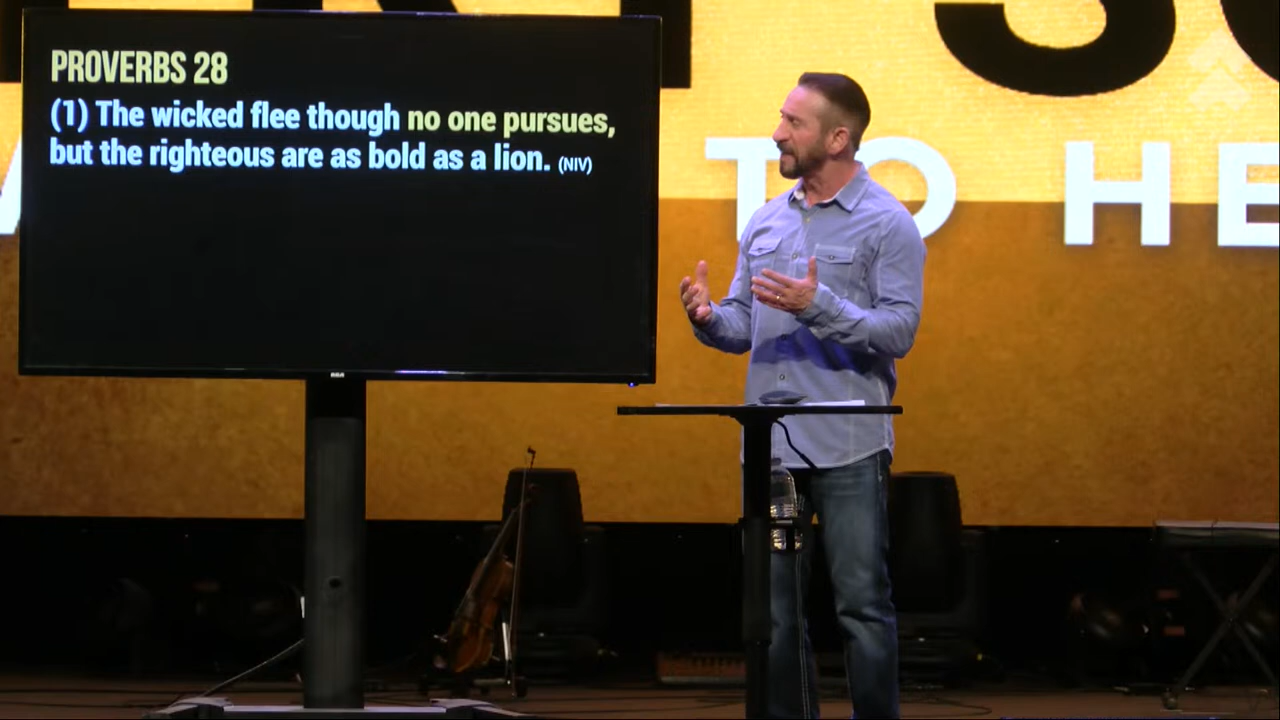 PROVERBS 28
(1) The wicked flee though no one pursues,
but the righteous are as bold as a lion. (NIV)
TO HE
RCA